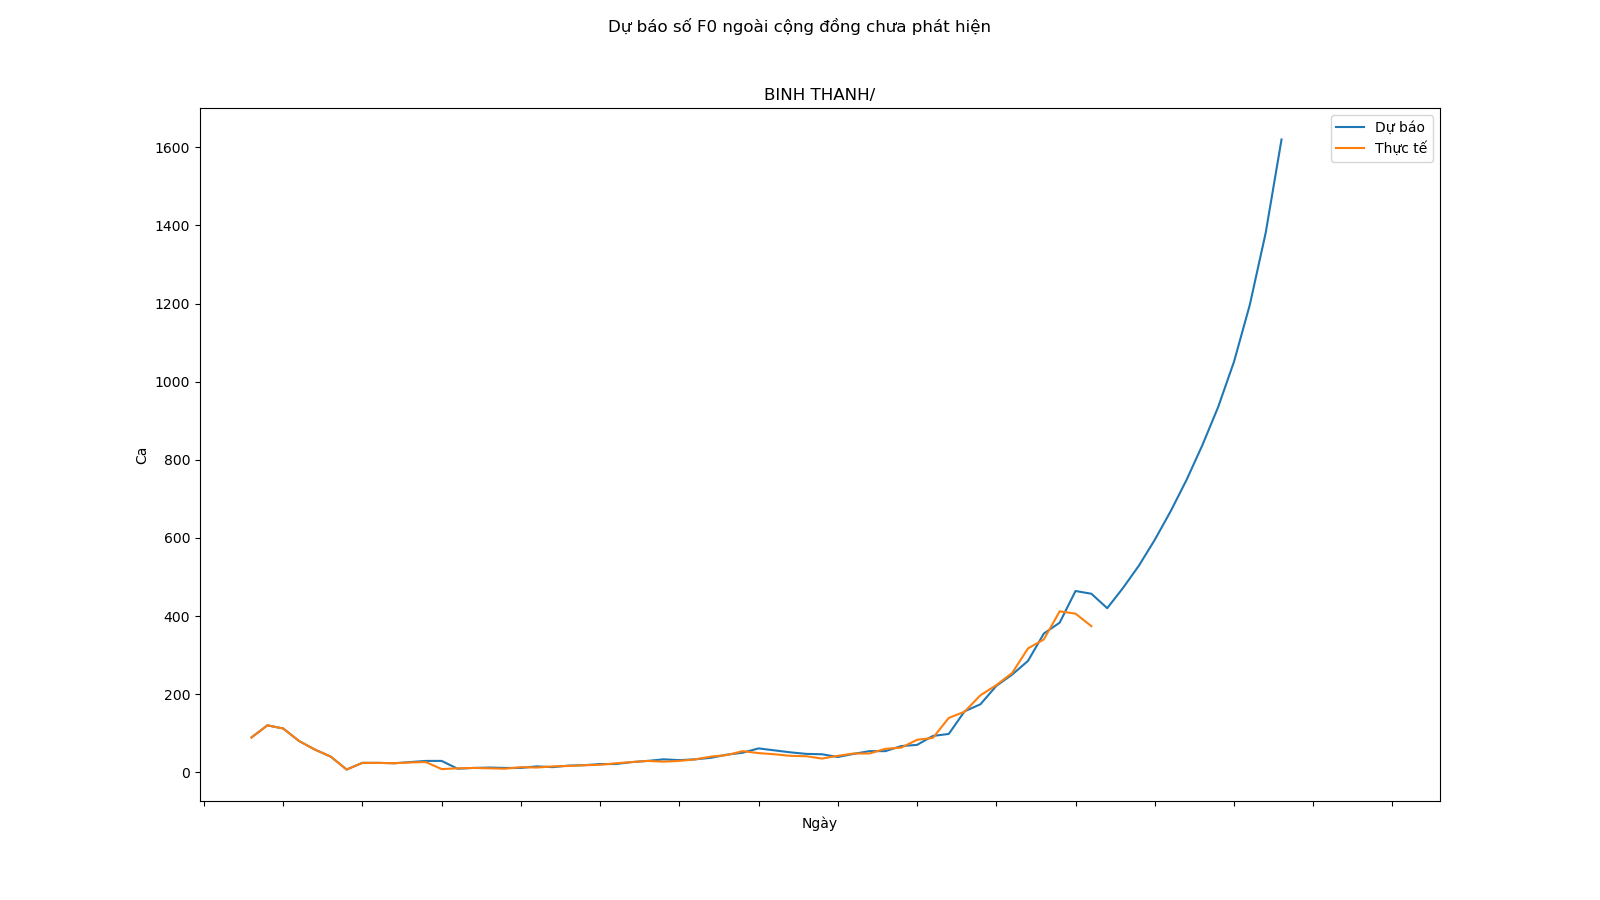 Dự báo số F0 ngoài cộng đồng chưa phát hiện
BINH THANH/
Dự báo
Thực tế
1600
1400
1200
1000
800
600
400
200
0
Ca
Ngày